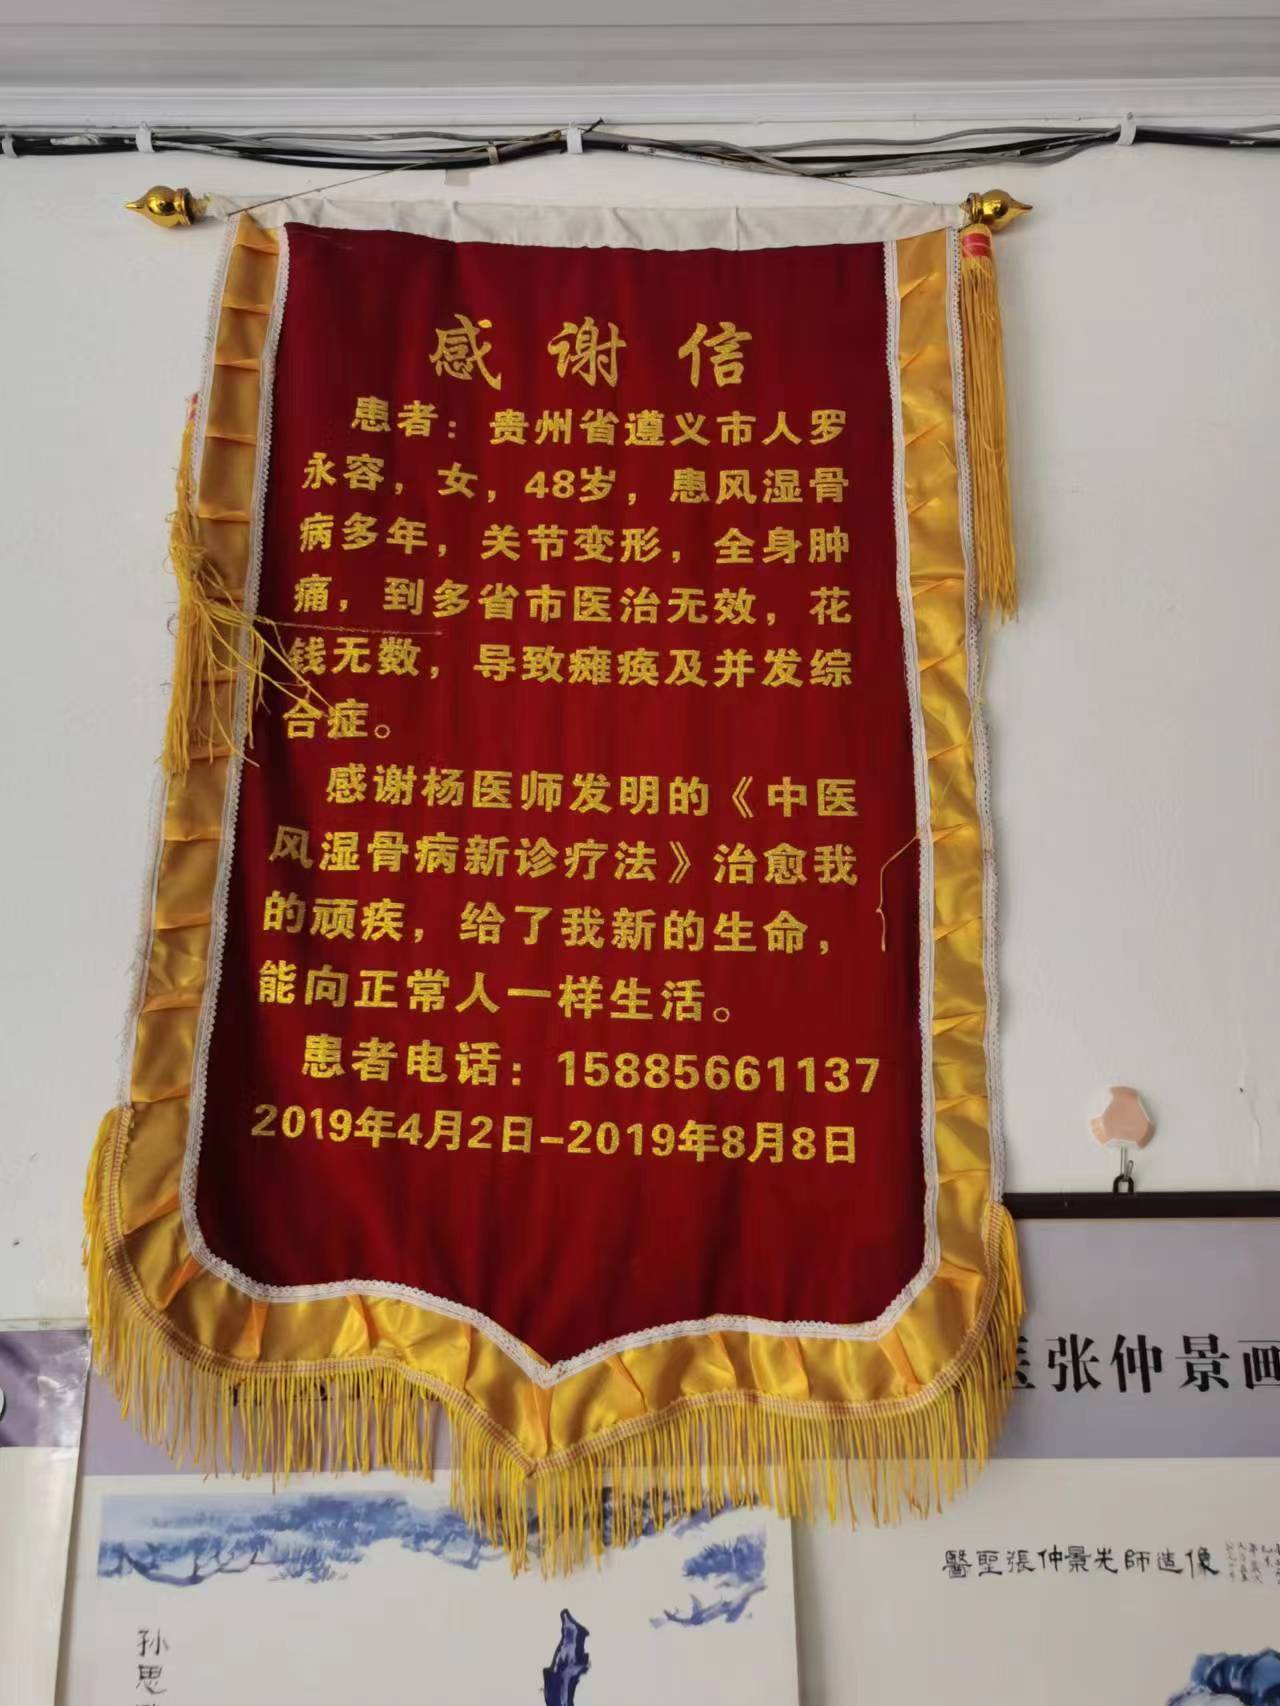 感谢信
患者：贵州省遵义市人罗
永容，女，48岁，患风湿骨
病多年，关节变形，全身肿
痛，到多省市医治无效，花
钱无数，导致瘫痪及并发综
合症。
感谢杨医师发明的《中医
风湿骨病新诊疗法》治愈我
的顽疾，给了我新的生命，
能向正常人一样生活。
患者电话：15885661137
2019年4月2日-2019年8月8日
医张仲景画
醫聖張仲景先師造像
孙思